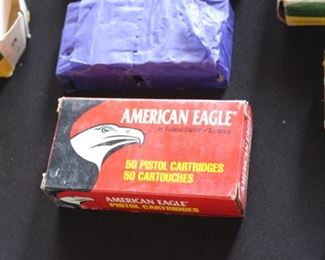 AMERICAN EAGLE
by Federal Cartridge Company
50 PISTOL CARTRIDGES
50 CARTOUCHES
AMERICAN EAGLE
PISTOL CARTRIDGES